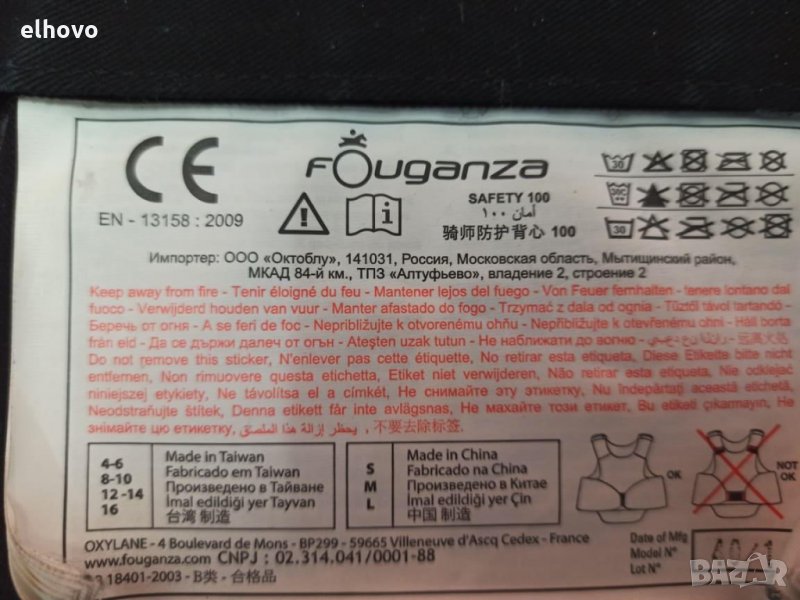 elhovo
CE
EN - 13158 : 2009
FOuganza
SAFETY 100
أمان ١٠٠
骑师防护背心 100
30
50C
30
Импортер: ООО «Октоблу», 141031, Россия, Московская область, Мытищинский район,
МКАД 84-й км., ТПЗ «Алтуфьево», владение 2, строение 2
Keep away from fire - Tenir éloigné du feu - Mantener lejos del fuego - Von Feuer fernhalten - tenere lontano dal
fuoco - Verwijderd houden van vuur - Manter afastado do fogo - Trzymać z dala od ognia - Tűztől távol tartandó -
Беречь от огня - A se feri de foc - Nepribližujte k otvorenému ohňu - Nepřibližujte k otevřenému ohni - Håll borta
från eid - Да се държи далеч от огън - Ateşten uzak tutun - Не наближати до вогню -
Do not remove this sticker, N'enlever pas cette étiquette, No retirar esta etiqueta, Diese Etikette bitte nicht
entfernen, Non rimuovere questa etichetta, Etiket niet verwijderen, Não retirar esta etiqueta, Nie odklejać
niniejszej etykiety, Ne távolítsa el a címkét, Не снимайте эту этикетку, Nu îndepărtaţi această etichetă,
Neodstraňujte štítek, Denna etikett får inte avlägsnas, Не махайте този етикет, Bu etiketi çıkarmayın, Не
знімайте цю етикетку, يحظر إزالة هذا الملصق, 不要去除标签.
4-6
8-10
12-14
16
Made in Taiwan
Fabricado em Taiwan
Произведено в Тайване
İmal edildiği yer Tayvan
台湾 制造
S
M
L
Made in China
Fabricado na China
Произведено в Китае
İmal edildiği yer Çin
中国 制造
OK
NOT
OK
OXYLANE - 4 Boulevard de Mons - BP299 - 59665 Villeneuve d'Ascq Cedex - France
www.fouganza.com CNPJ : 02.314.041/0001-88
18401-2003 - B类 - 合格品
Date of Mfg
Model N°
Lot N°
BAZAR